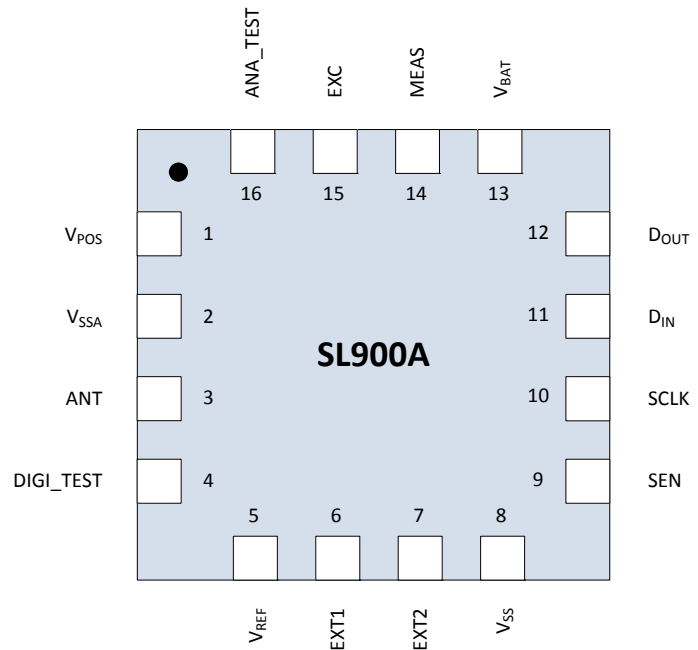 ANA_TEST
EXC
MEAS
VBAT
16
15
14
13
VPOS
1
12
DOUT
VSSA
2
11
DIN
SL900A
ANT
3
10
SCLK
DIGI_TEST
4
9
SEN
5
6
7
8
VREF
EXT1
EXT2
VSS